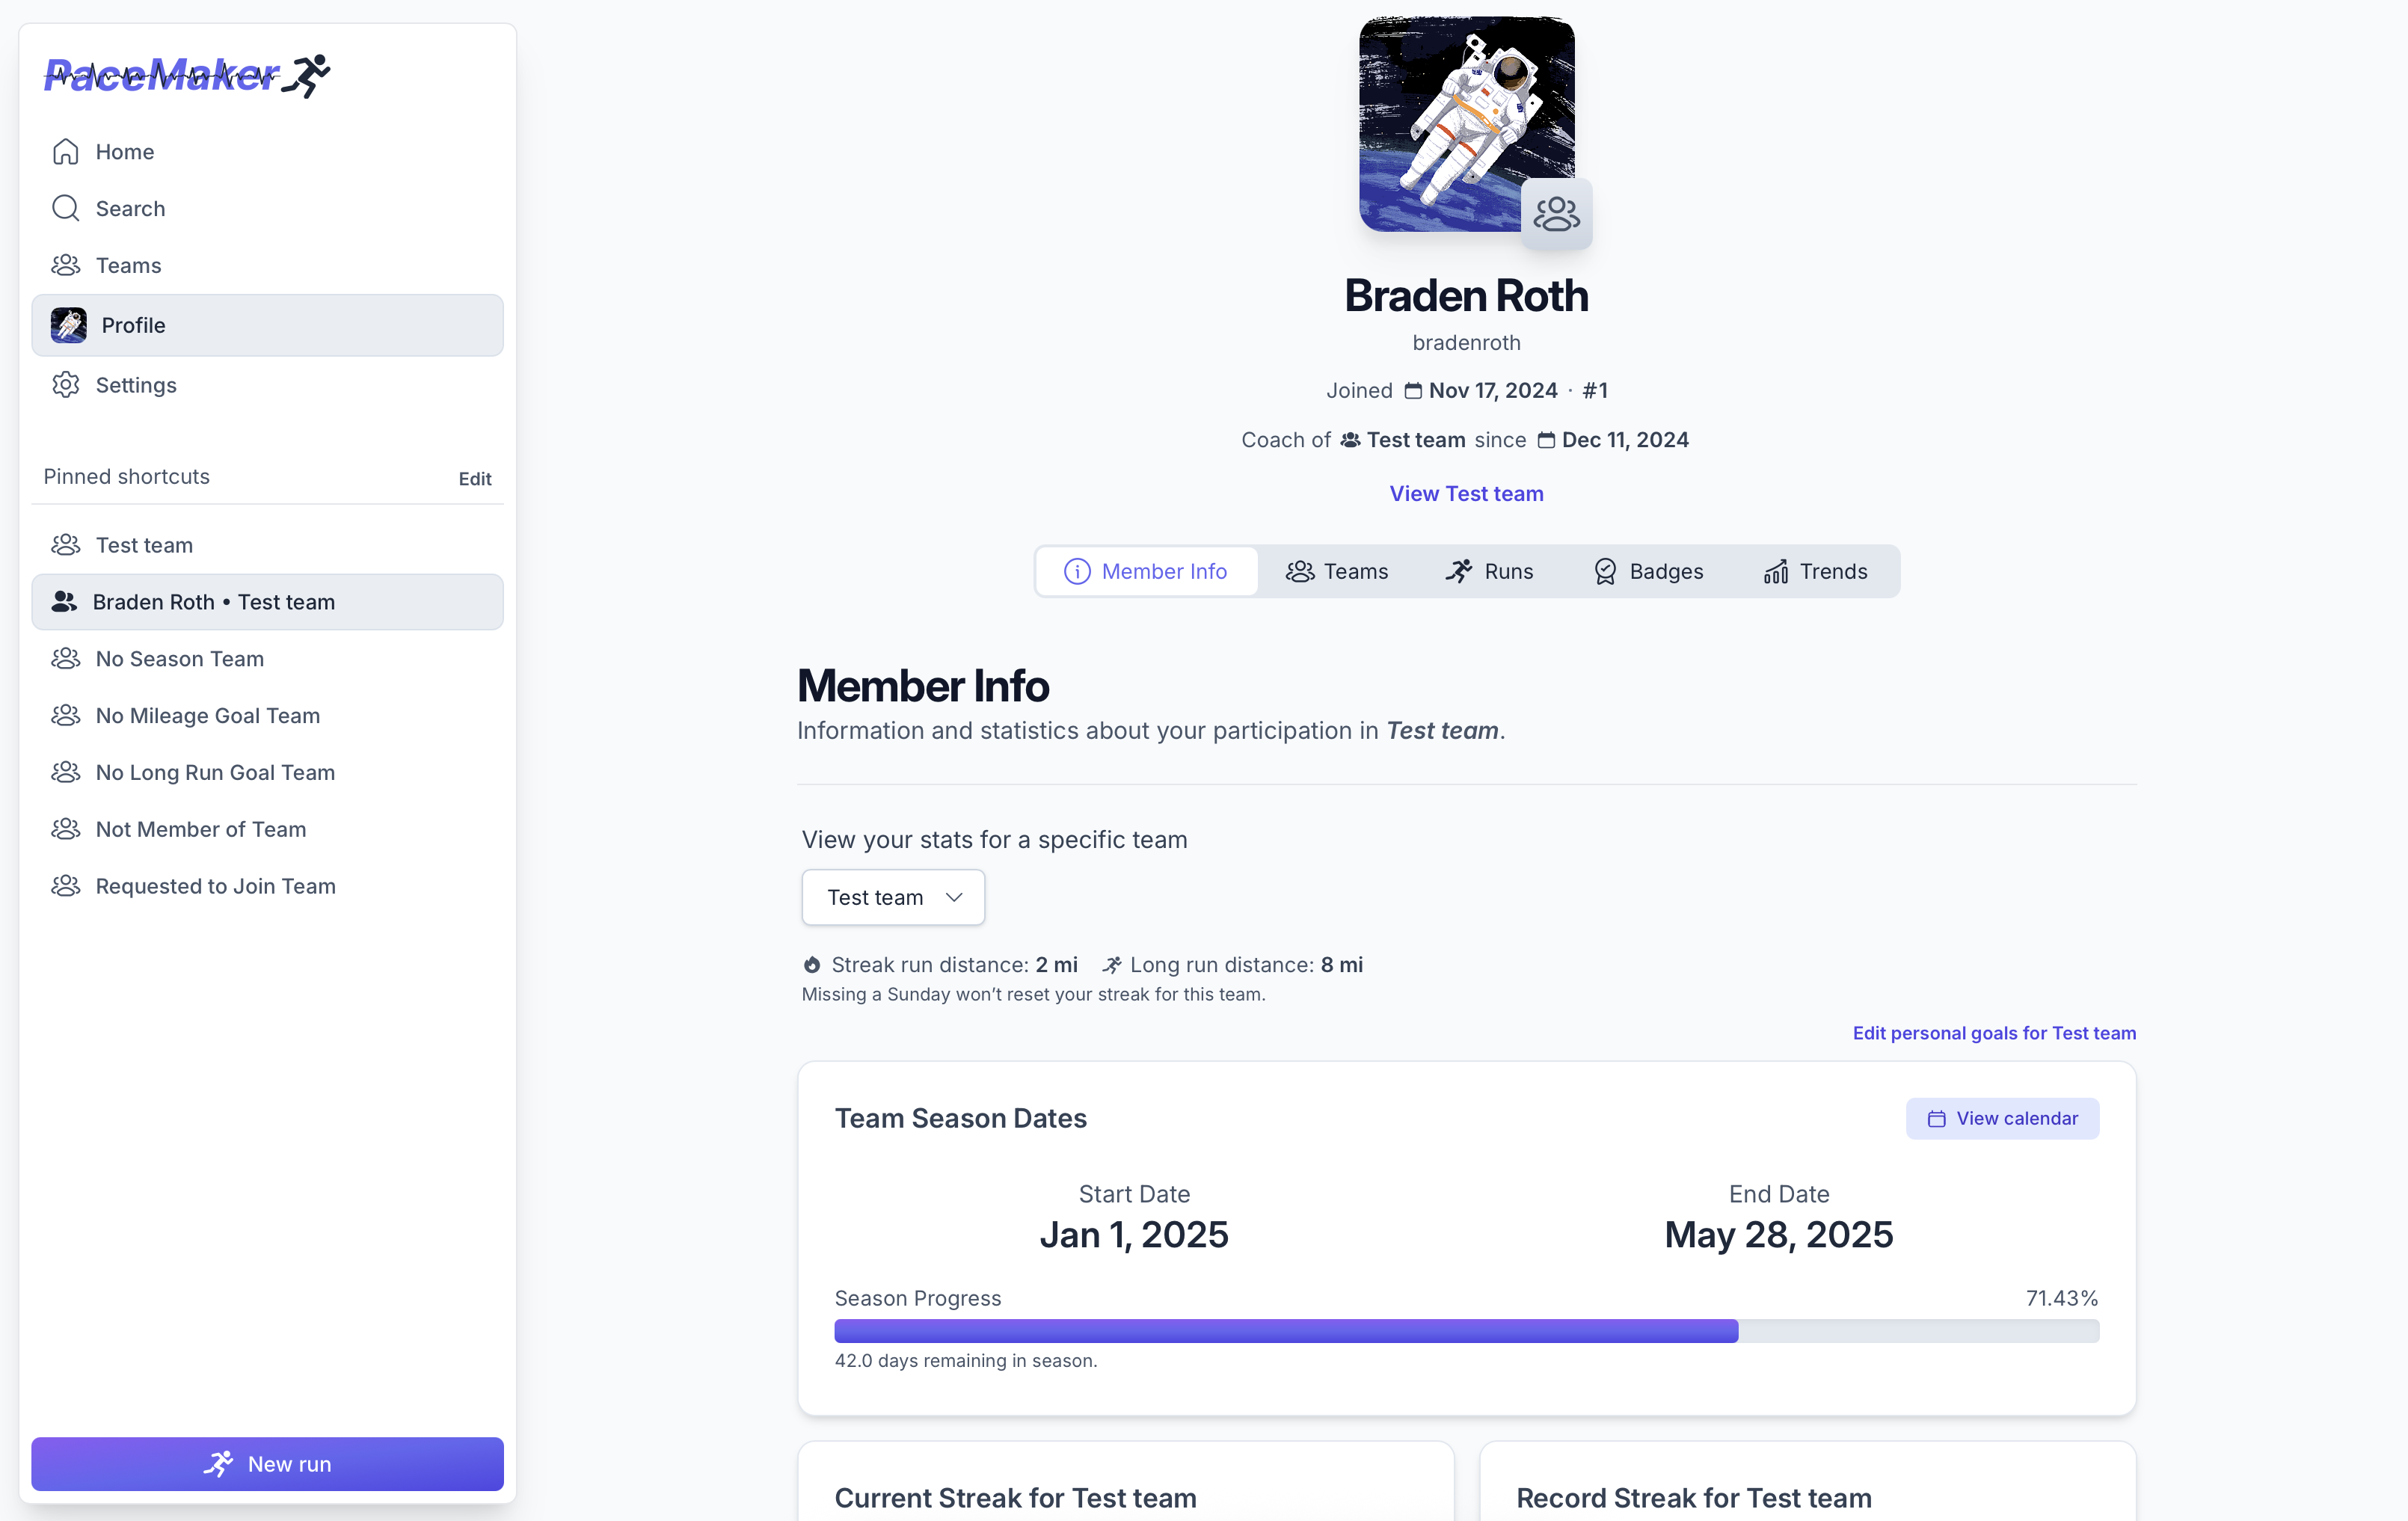 PaceMaker
Home
Search
Teams
Profile
Settings
Pinned shortcuts
Edit
Test team
Braden Roth • Test team
No Season Team
No Mileage Goal Team
No Long Run Goal Team
Not Member of Team
Requested to Join Team
New run
Braden Roth
bradenroth
Joined Nov 17, 2024 · #1
Coach of Test team since Dec 11, 2024
View Test team
Member Info Teams Runs Badges Trends
Member Info
Information and statistics about your participation in Test team.
View your stats for a specific team
Test team
Streak run distance: 2 mi Long run distance: 8 mi
Missing a Sunday won’t reset your streak for this team.
Edit personal goals for Test team
Team Season Dates
View calendar
Start Date
Jan 1, 2025
End Date
May 28, 2025
Season Progress
71.43%
42.0 days remaining in season.
Current Streak for Test team
Record Streak for Test team